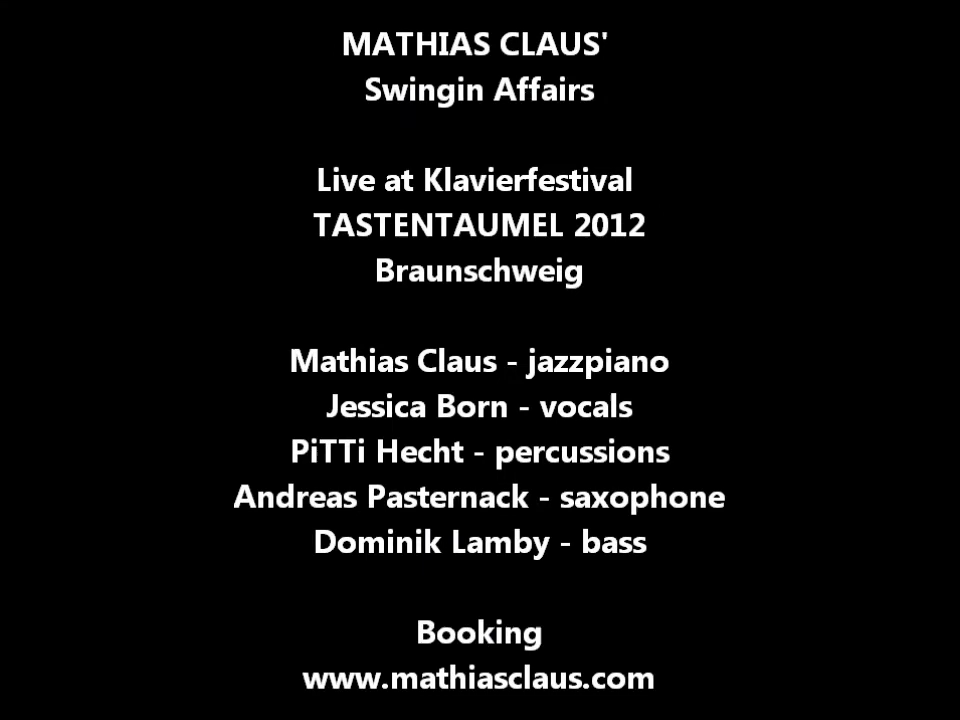 MATHIAS CLAUS'
Swingin Affairs
Live at Klavierfestival
TASTENTAUMEL 2012
Braunschweig
Mathias Claus - jazzpiano
Jessica Born - vocals
PiTTi Hecht - percussions
Andreas Pasternack - saxophone
Dominik Lamby - bass
Booking
www.mathiasclaus.com